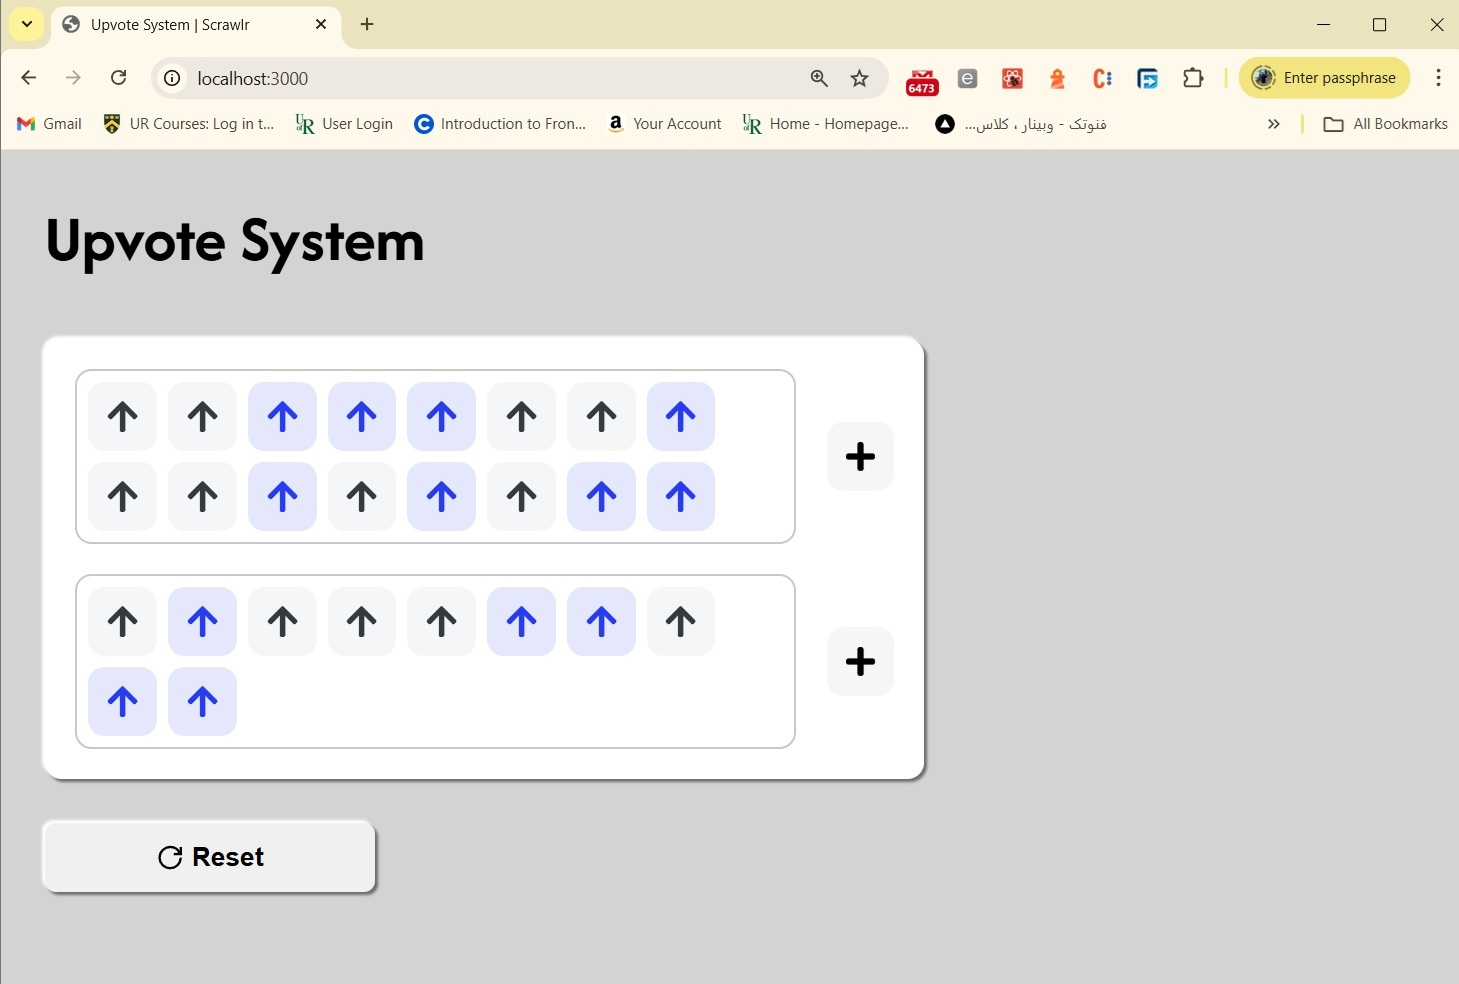 Upvote System | Scrawlr
localhost:3000
6473
Enter passphrase
Gmail
UR Courses: Log in t...
User Login
Introduction to Fron...
Your Account
Home - Homepage...
فنوتک - وبینار ، کلاس...
All Bookmarks
Upvote System
Reset